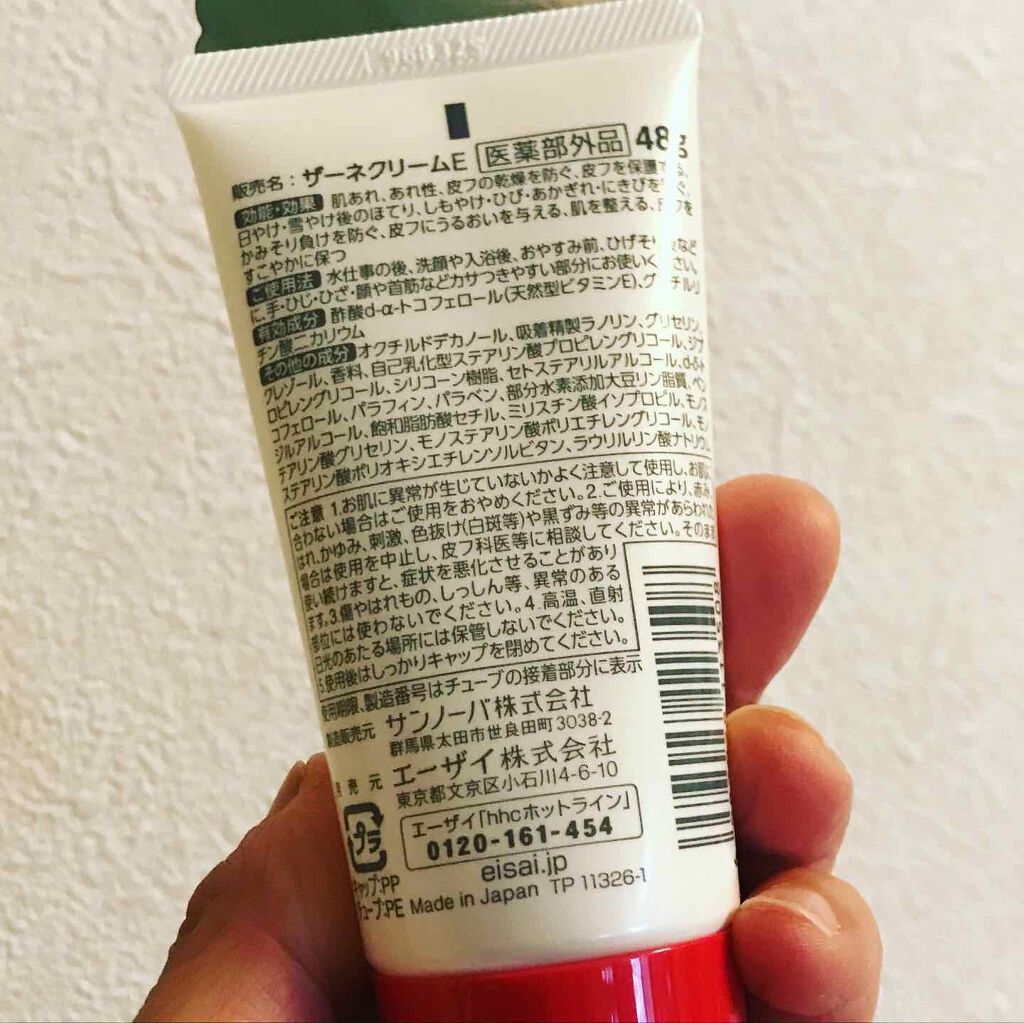 販売名：ザーネクリームE 医薬部外品 48g
効能・効果 肌あれ、あれ性、皮フの乾燥を防ぐ、皮フを保護する、
日やけ・雪やけ後のほてり、しもやけ・ひび・あかぎれ・にきびを防ぐ、
かみそり負けを防ぐ、皮フにうるおいを与える、肌を整える、皮フを
すこやかに保つ
ご使用法 水仕事の後、洗顔や入浴後、おやすみ前、ひげそり後など
に、手・ひじ・ひざ・顔や首筋などカサつきやすい部分にお使いください。
有効成分 酢酸d-α-トコフェロール(天然型ビタミンE)、グリチルリ
チン酸二カリウム
その他の成分 オクチルドデカノール、吸着精製ラノリン、グリセリン、
クレゾール、香料、自己乳化型ステアリン酸プロピレングリコール、ジブ
ロピレングリコール、シリコーン樹脂、セトステアリルアルコール、d-δ-ト
コフェロール、パラフィン、パラベン、部分水素添加大豆リン脂質、ベン
ジルアルコール、飽和脂肪酸セチル、ミリスチン酸イソプロピル、モノス
テアリン酸グリセリン、モノステアリン酸ポリエチレングリコール、モノ
ステアリン酸ポリオキシエチレンソルビタン、ラウリルリン酸ナトリウム
ご注意 1.お肌に異常が生じていないかよく注意して使用し、お肌に
合わない場合はご使用をおやめください。2.ご使用により、赤み、
はれ、かゆみ、刺激、色抜け(白斑等)や黒ずみ等の異常があらわれた
場合は使用を中止し、皮フ科医等に相談してください。そのまま
使い続けますと、症状を悪化させることがあり
ます。3.傷やはれもの、しっしん等、異常のある
部位には使わないでください。4.高温、直射
日光のあたる場所には保管しないでください。
5.使用後はしっかりキャップを閉めてください。
使用期限、製造番号はチューブの接着部分に表示
製造販売元 サンノーバ株式会社
群馬県太田市世良田町3038-2
発売元 エーザイ株式会社
東京都文京区小石川4-6-10
エーザイ「hhcホットライン」
0120-161-454
eisai.jp
プラ
キャップ:PP
チューブ:PE Made in Japan TP 11326-1